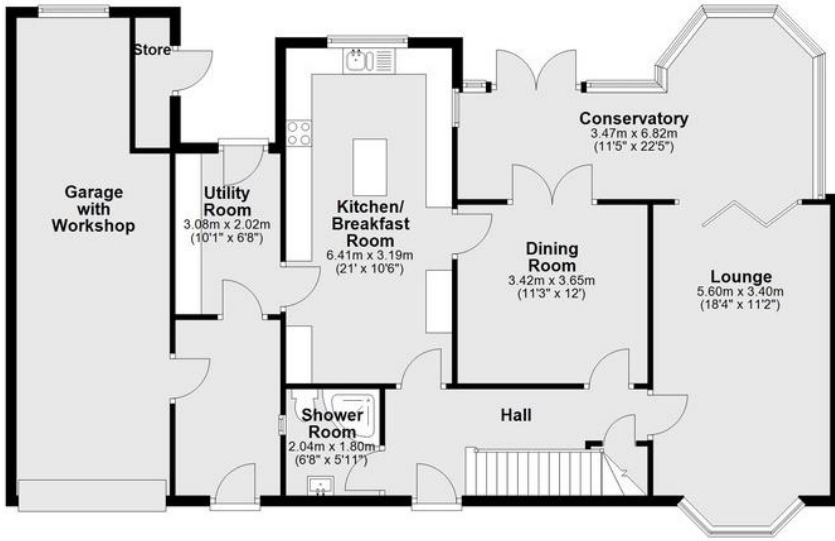 Store
Garage
with
Workshop
Utility
Room
3.08m x 2.02m
(10'1" x 6'8")
Kitchen/
Breakfast
Room
6.41m x 3.19m
(21' x 10'6")
Conservatory
3.47m x 6.82m
(11'5" x 22'5")
Dining
Room
3.42m x 3.65m
(11'3" x 12')
Lounge
5.60m x 3.40m
(18'4" x 11'2")
Shower
Room
2.04m x 1.80m
(6'8" x 5'11")
Hall